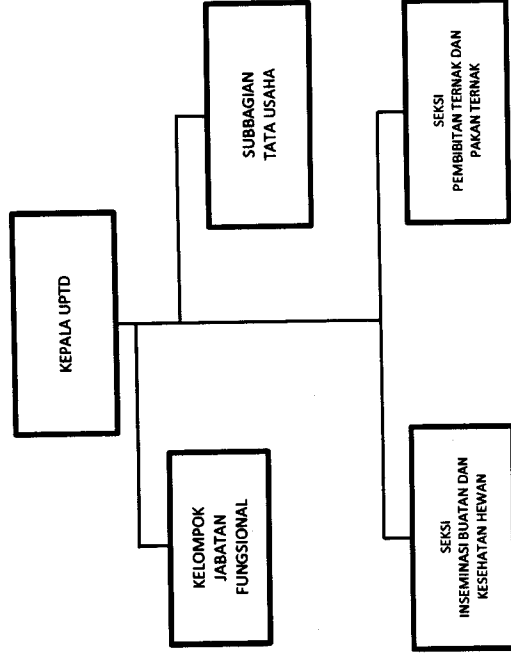 KEPALA UPTD
KELOMPOK
JABATAN
FUNGSIONAL
SUBBAGIAN
TATA USAHA
SEKSI
INSEMINASI BUATAN DAN
KESEHATAN HEWAN
SEKSI
PEMBIBITAN TERNAK DAN
PAKAN TERNAK